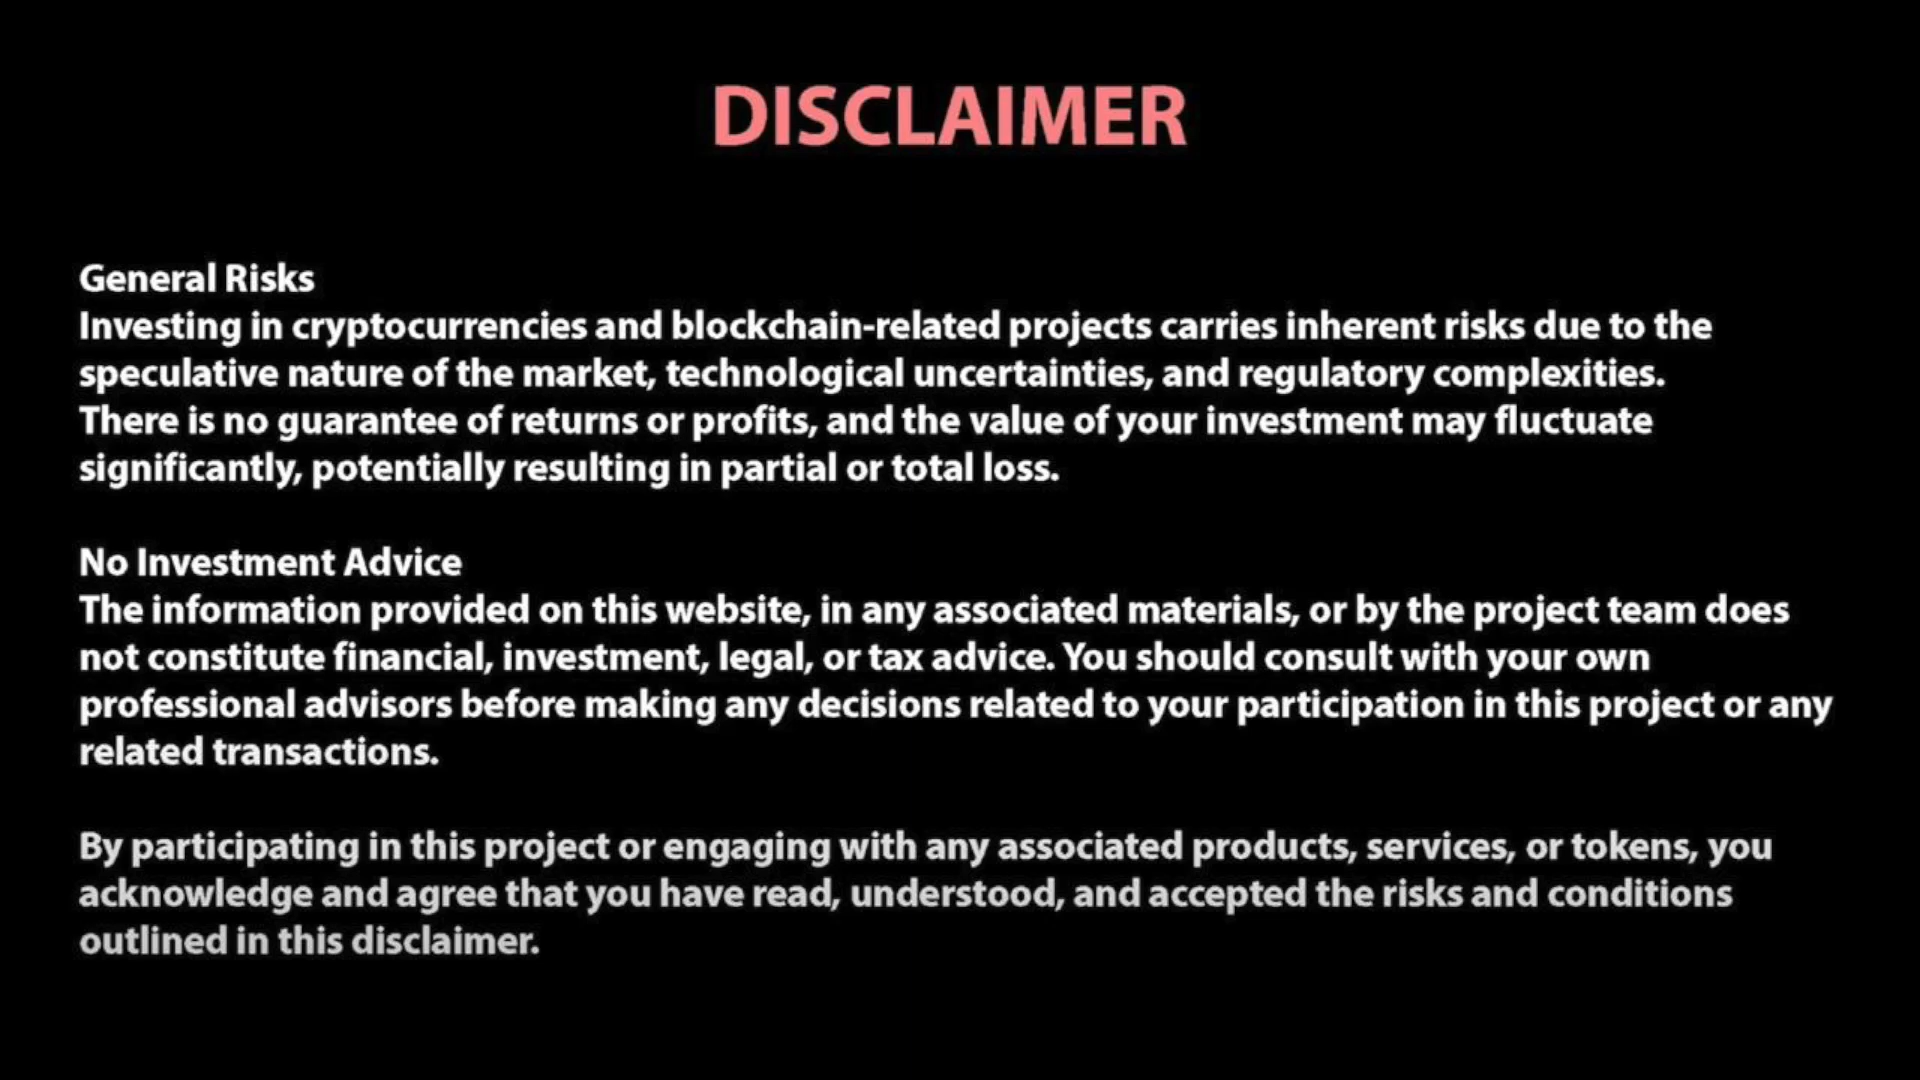 DISCLAIMER
General Risks
Investing in cryptocurrencies and blockchain-related projects carries inherent risks due to the
speculative nature of the market, technological uncertainties, and regulatory complexities.
There is no guarantee of returns or profits, and the value of your investment may fluctuate
significantly, potentially resulting in partial or total loss.
No Investment Advice
The information provided on this website, in any associated materials, or by the project team does
not constitute financial, investment, legal, or tax advice. You should consult with your own
professional advisors before making any decisions related to your participation in this project or any
related transactions.
By participating in this project or engaging with any associated products, services, or tokens, you
acknowledge and agree that you have read, understood, and accepted the risks and conditions
outlined in this disclaimer.